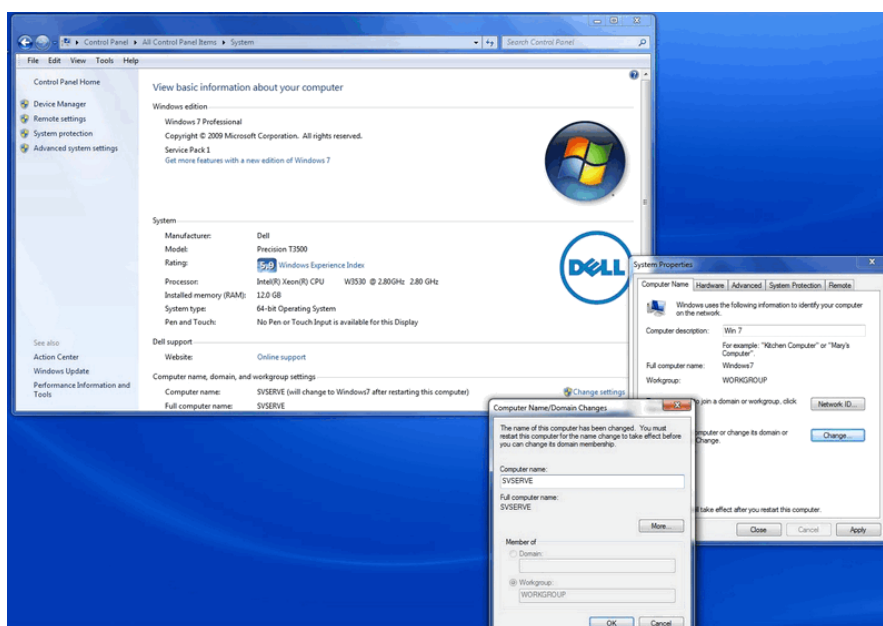 Control Panel ▸ All Control Panel Items ▸ System
Search Control Panel
File Edit View Tools Help
Control Panel Home
Device Manager
Remote settings
System protection
Advanced system settings
See also
Action Center
Windows Update
Performance Information and
Tools
View basic information about your computer
Windows edition
Windows 7 Professional
Copyright © 2009 Microsoft Corporation. All rights reserved.
Service Pack 1
Get more features with a new edition of Windows 7
System
Manufacturer: Dell
Model: Precision T3500
Rating: 5,9 Windows Experience Index
Processor: Intel(R) Xeon(R) CPU W3530 @ 2.80GHz 2.80 GHz
Installed memory (RAM): 12.0 GB
System type: 64-bit Operating System
Pen and Touch: No Pen or Touch Input is available for this Display
DELL
Dell support
Website: Online support
Computer name, domain, and workgroup settings
Computer name: SVSERVE (will change to Windows7 after restarting this computer)
Change settings
Full computer name: SVSERVE
System Properties
Computer Name Hardware Advanced System Protection Remote
Windows uses the following information to identify your computer
on the network.
Computer description: Win 7
For example: "Kitchen Computer" or "Mary's
Computer".
Full computer name: Windows7
Workgroup: WORKGROUP
to join a domain or workgroup, click
Network ID...
computer or change its domain or
Change.
Change...
take effect after you restart this computer.
Close Cancel Apply
Computer Name/Domain Changes
The name of this computer has been changed. You must
restart this computer for the name change to take effect before
you can change its domain membership.
Computer name:
SVSERVE
Full computer name:
SVSERVE
More...
Member of
Domain:
Workgroup:
WORKGROUP
OK Cancel